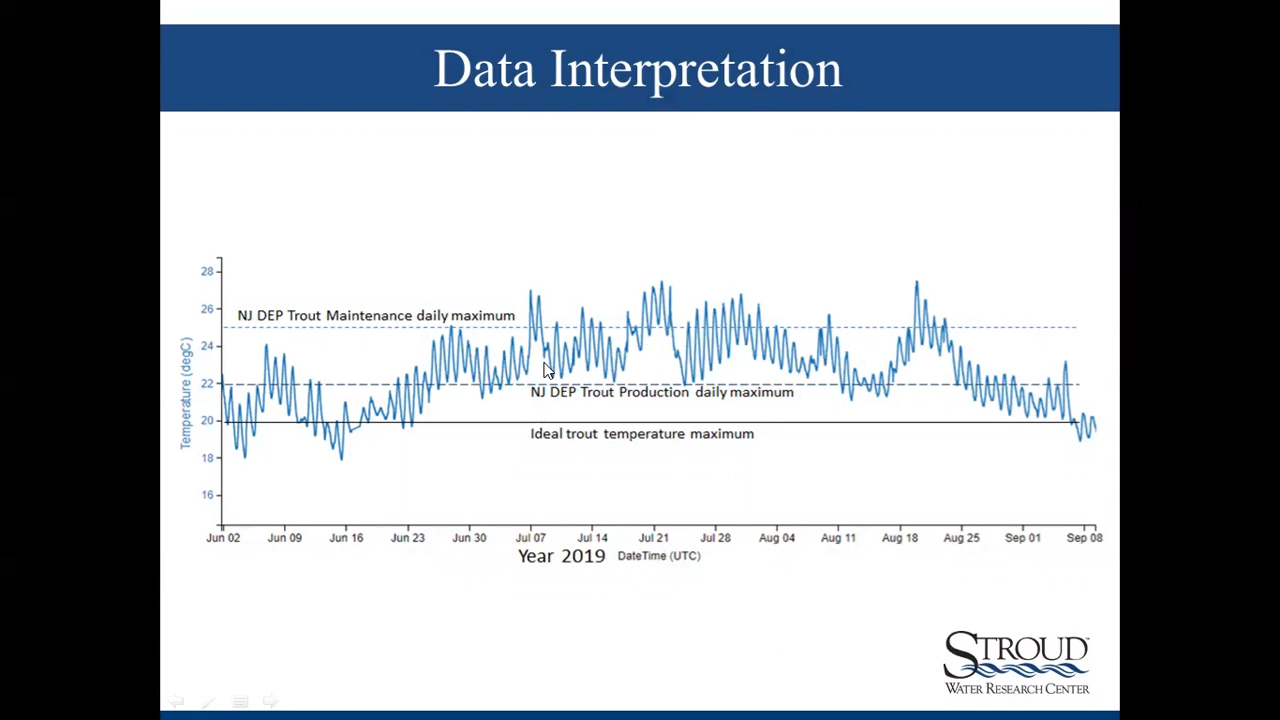 Data Interpretation
28
26
24
22
20
18
16
Temperature (degC)
NJ DEP Trout Maintenance daily maximum
NJ DEP Trout Production daily maximum
Ideal trout temperature maximum
Jun 02 Jun 09 Jun 16 Jun 23 Jun 30 Jul 07 Jul 14 Jul 21 Jul 28 Aug 04 Aug 11 Aug 18 Aug 25 Sep 01 Sep 08
Year 2019 DateTime (UTC)
STROUD
WATER RESEARCH CENTER